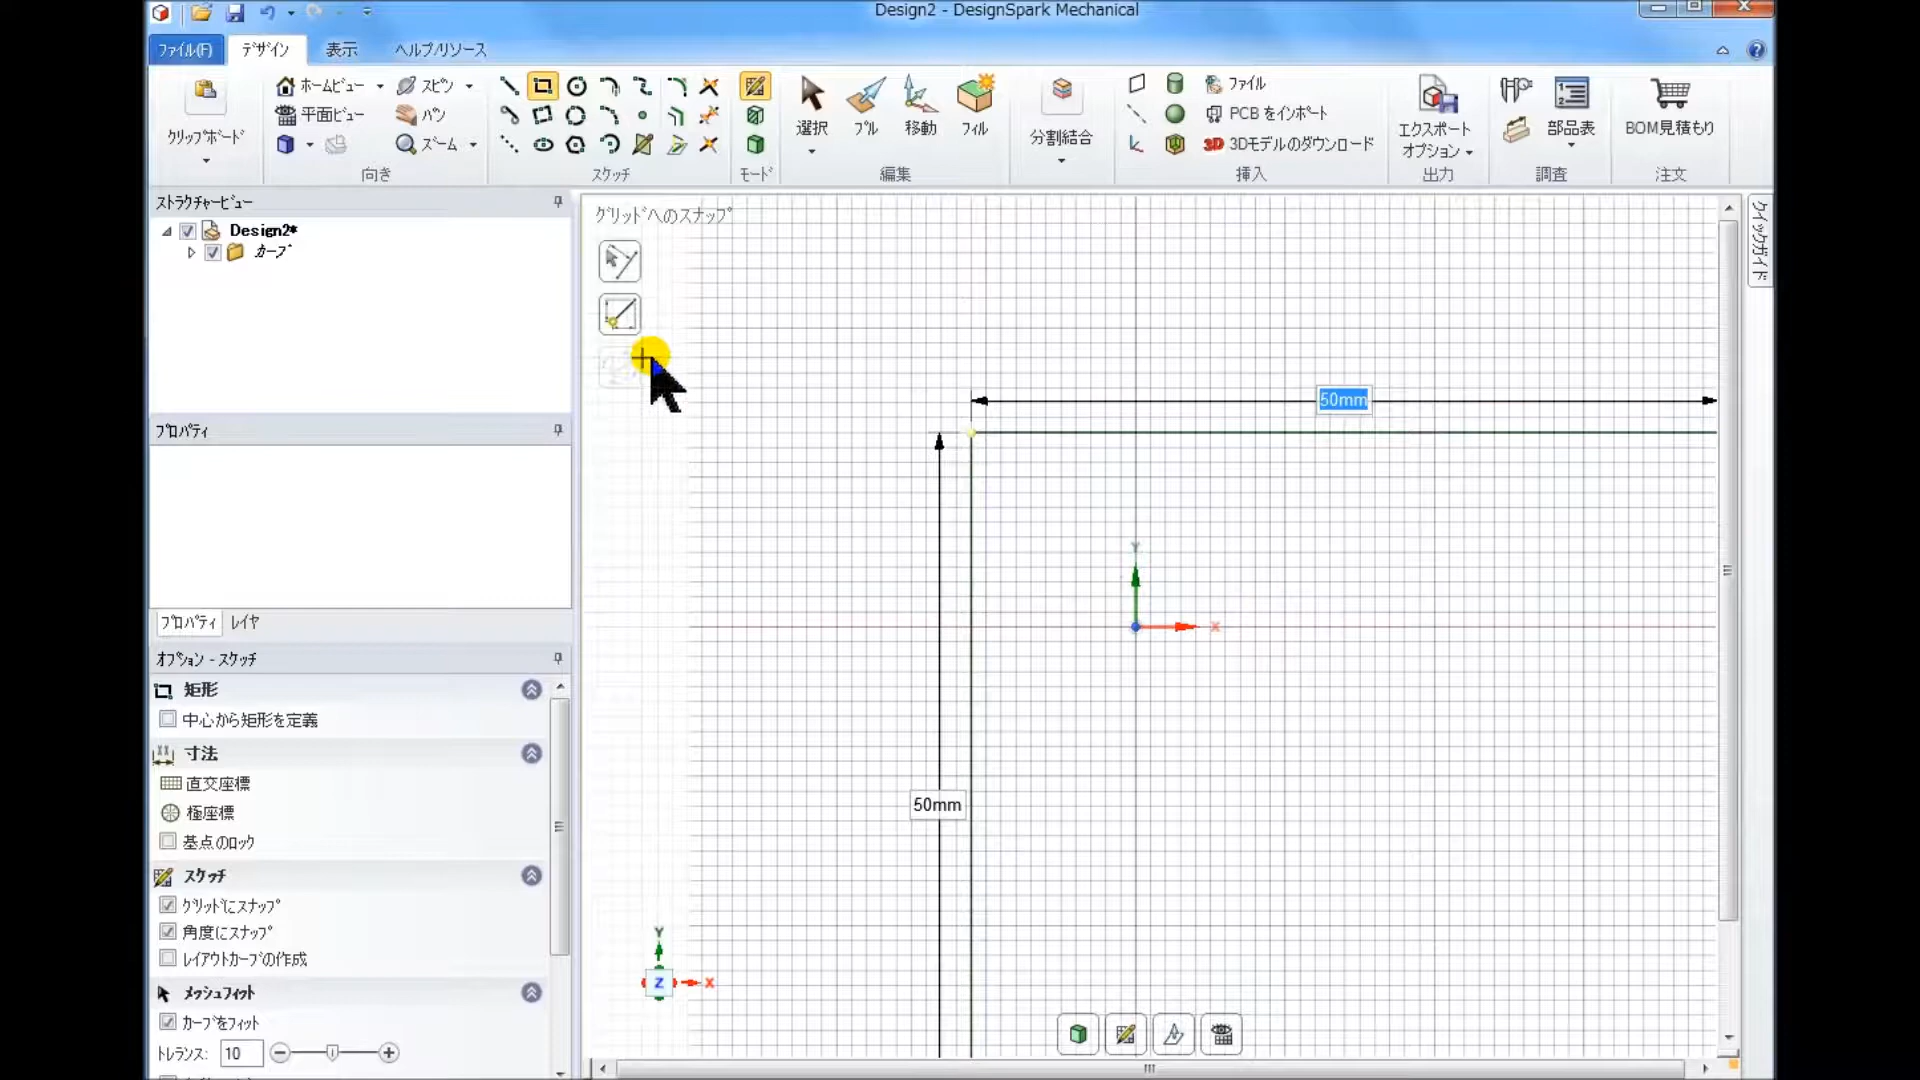 Design2 - DesignSpark Mechanical
ファイル(F)
デザイン
表示
ヘルプ/リソース
クリップボード
ホームビュー
平面ビュー
スピン
パン
ズーム
向き
スケッチ
モード
選択
プル
移動
フィル
編集
分割結合
ファイル
PCB をインポート
3D 3Dモデルのダウンロード
挿入
エクスポート
オプション
出力
部品表
調査
BOM見積もり
注文
ストラクチャービュー
Design2*
カーブ
プロパティ
プロパティ
レイヤ
オプション - スケッチ
矩形
中心から矩形を定義
寸法
直交座標
極座標
基点のロック
スケッチ
グリッドにスナップ
角度にスナップ
レイアウトカーブの作成
メッシュフィット
カーブをフィット
トレランス: 10
グリッドへのスナップ
50mm
50mm
Y
X
Y
Z
X
クイックガイド